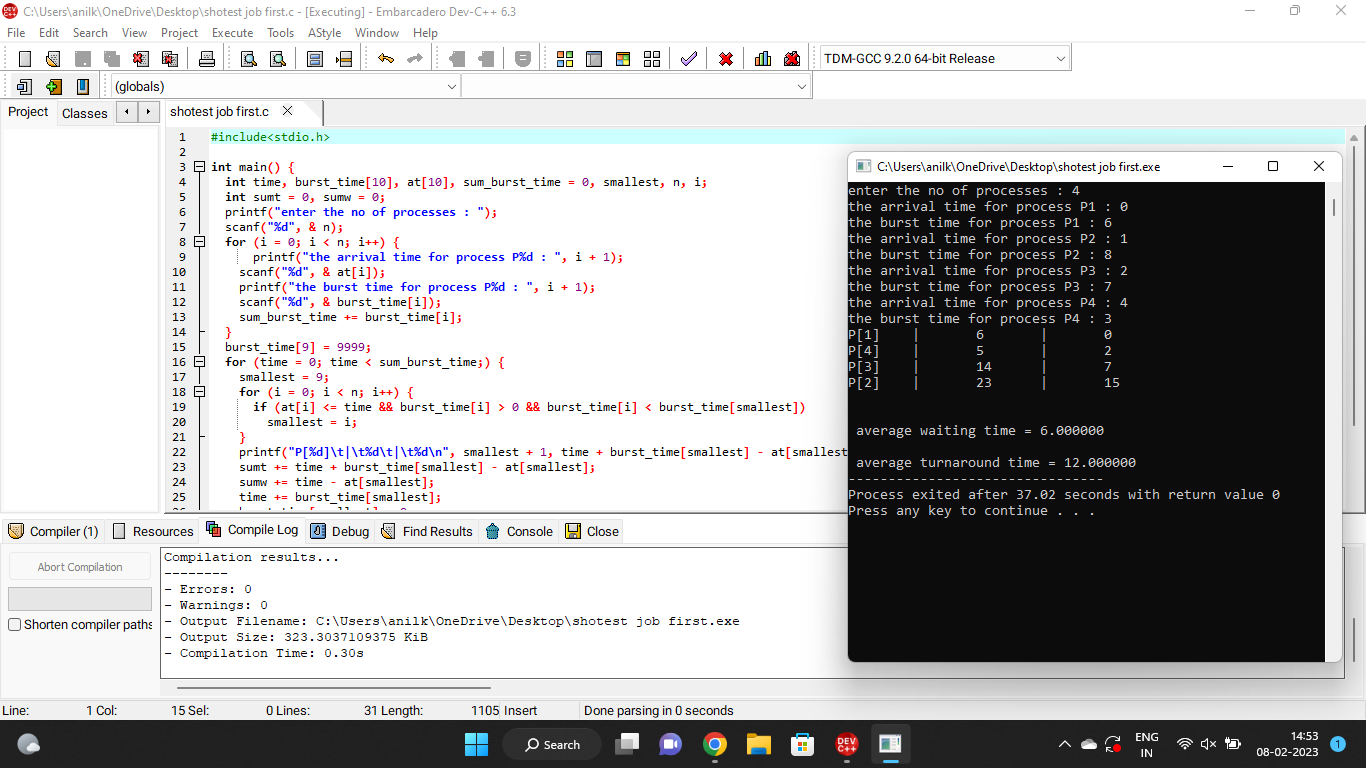 C:\Users\anilk\OneDrive\Desktop\shotest job first.c - [Executing] - Embarcadero Dev-C++ 6.3
File Edit Search View Project Execute Tools AStyle Window Help
TDM-GCC 9.2.0 64-bit Release
(globals)
Project Classes shotest job first.c
1 #include<stdio.h>
2
3 int main() {
4 int time, burst_time[10], at[10], sum_burst_time = 0, smallest, n, i;
5 int sumt = 0, sumw = 0;
6 printf("enter the no of processes : ");
7 scanf("%d", & n);
8 for (i = 0; i < n; i++) {
9 printf("the arrival time for process P%d : ", i + 1);
10 scanf("%d", & at[i]);
11 printf("the burst time for process P%d : ", i + 1);
12 scanf("%d", & burst_time[i]);
13 sum_burst_time += burst_time[i];
14 }
15 burst_time[9] = 9999;
16 for (time = 0; time < sum_burst_time;) {
17 smallest = 9;
18 for (i = 0; i < n; i++) {
19 if (at[i] <= time && burst_time[i] > 0 && burst_time[i] < burst_time[smallest])
20 smallest = i;
21 }
22 printf("P[%d]\t|\t%d\t|\t%d\n", smallest + 1, time + burst_time[smallest] - at[smallest
23 sumt += time + burst_time[smallest] - at[smallest];
24 sumw += time - at[smallest];
25 time += burst_time[smallest];
C:\Users\anilk\OneDrive\Desktop\shotest job first.exe
enter the no of processes : 4
the arrival time for process P1 : 0
the burst time for process P1 : 6
the arrival time for process P2 : 1
the burst time for process P2 : 8
the arrival time for process P3 : 2
the burst time for process P3 : 7
the arrival time for process P4 : 4
the burst time for process P4 : 3
P[1] | 6 | 0
P[4] | 5 | 2
P[3] | 14 | 7
P[2] | 23 | 15
average waiting time = 6.000000
average turnaround time = 12.000000
--------------------------------
Process exited after 37.02 seconds with return value 0
Press any key to continue . . .
Compiler (1) Resources Compile Log Debug Find Results Console Close
Abort Compilation
Shorten compiler paths
Compilation results...
--------
- Errors: 0
- Warnings: 0
- Output Filename: C:\Users\anilk\OneDrive\Desktop\shotest job first.exe
- Output Size: 323.3037109375 KiB
- Compilation Time: 0.30s
Line: 1 Col: 15 Sel: 0 Lines: 31 Length: 1105 Insert Done parsing in 0 seconds
Search
DEV C++
ENG
IN
14:53
08-02-2023
1